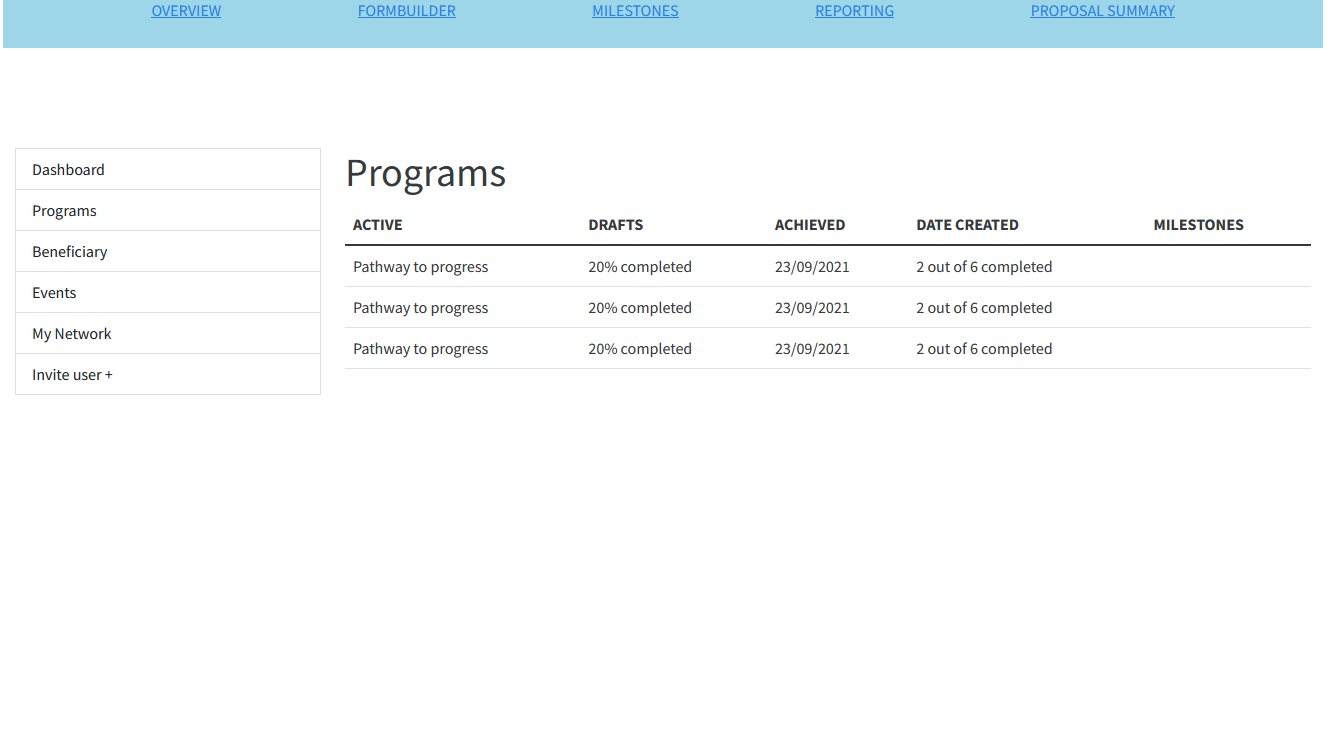 OVERVIEW FORMBUILDER MILESTONES REPORTING PROPOSAL SUMMARY
Dashboard
Programs
Beneficiary
Events
My Network
Invite user +
Programs
ACTIVE DRAFTS ACHIEVED DATE CREATED MILESTONES
Pathway to progress 20% completed 23/09/2021 2 out of 6 completed
Pathway to progress 20% completed 23/09/2021 2 out of 6 completed
Pathway to progress 20% completed 23/09/2021 2 out of 6 completed